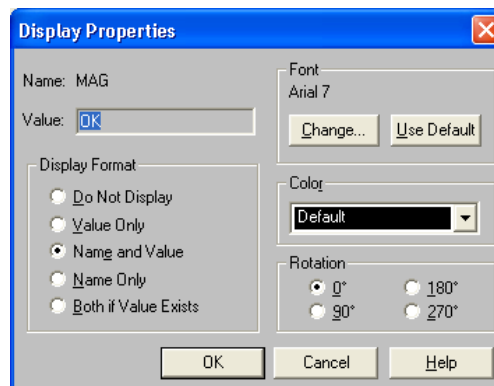 Display Properties
Name: MAG
Value: OK
Display Format
Do Not Display
Value Only
Name and Value
Name Only
Both if Value Exists
Font
Arial 7
Change...
Use Default
Color
Default
Rotation
0° 180°
90° 270°
OK Cancel Help